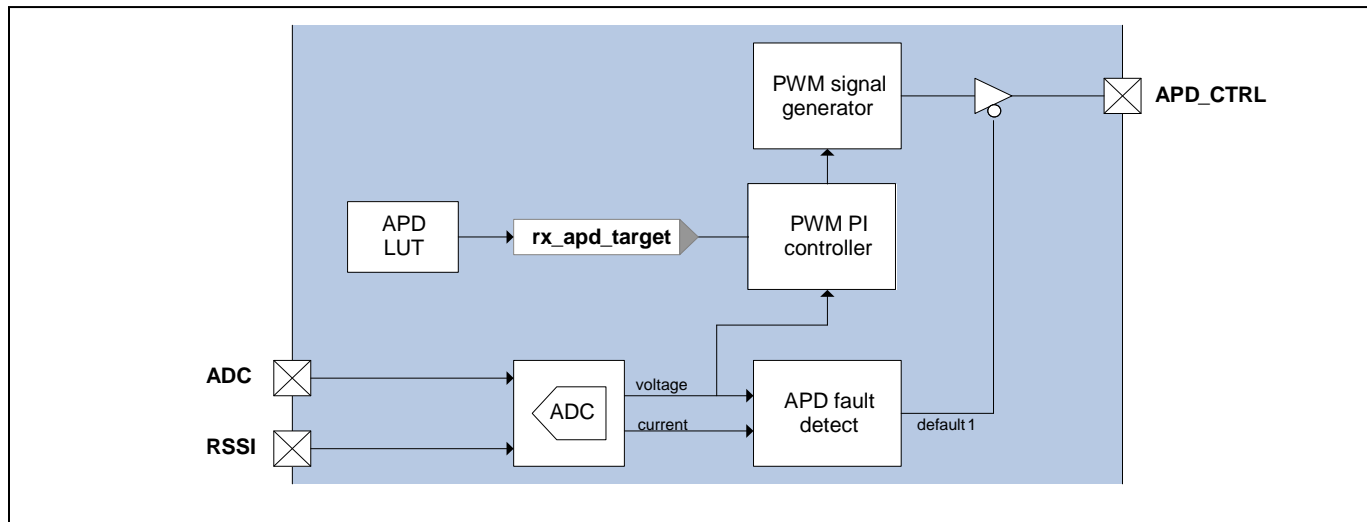 PWM signal
generator
APD_CTRL
APD
LUT
rx_apd_target
PWM PI
controller
ADC
RSSI
ADC
voltage
current
APD fault
detect
default 1